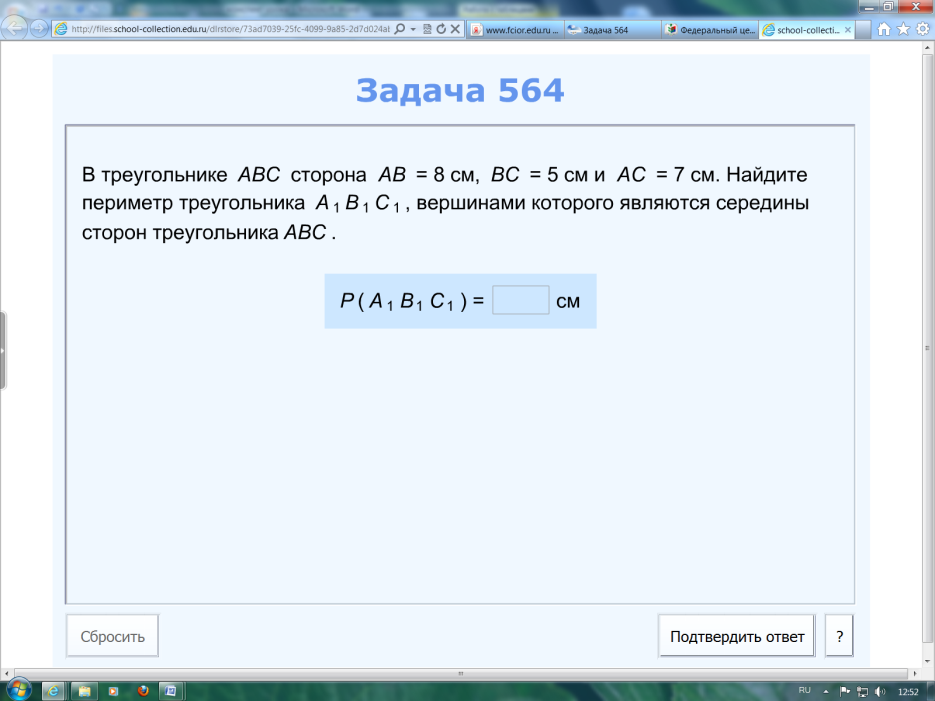 http://files.school-collection.edu.ru/dlrstore/73ad7039-25fc-4099-9a85-2d7d024a
www.fcior.edu.ru ...
Задача 564
Федеральный це...
school-collecti...
Задача 564
В треугольнике ABC сторона AB = 8 см, BC = 5 см и AC = 7 см. Найдите
периметр треугольника A₁B₁C₁, вершинами которого являются середины
сторон треугольника ABC.
P(A₁B₁C₁) = см
Сбросить
Подтвердить ответ
?
RU
12:52